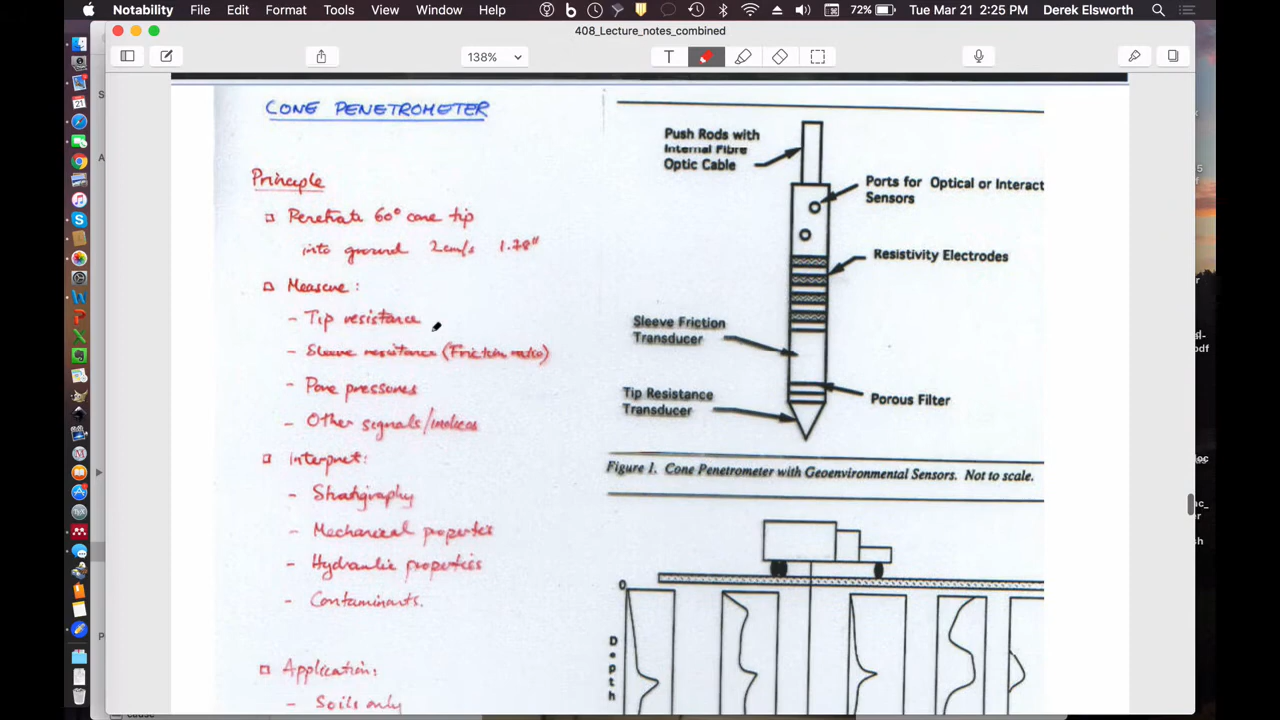 Notability File Edit Format Tools View Window Help 72% Tue Mar 21 2:25 PM Derek Elsworth
408_Lecture_notes_combined
138% T
CONE PENETROMETER
Principle
Penetrate 60° cone tip
into ground 2cm/s 1.78"
Measure:
- Tip resistance
- Sleeve resistance (Friction ratio)
- Pore pressures
- Other signals/indices
Interpret:
- Stratigraphy
- Mechanical properties
- Hydraulic properties
- Contaminants.
Application:
- Soils only
Push Rods with
Internal Fibre
Optic Cable
Ports for Optical or Interact
Sensors
Resistivity Electrodes
Sleeve Friction
Transducer
Tip Resistance
Transducer
Porous Filter
Figure 1. Cone Penetrometer with Geoenvironmental Sensors. Not to scale.
0
Depth